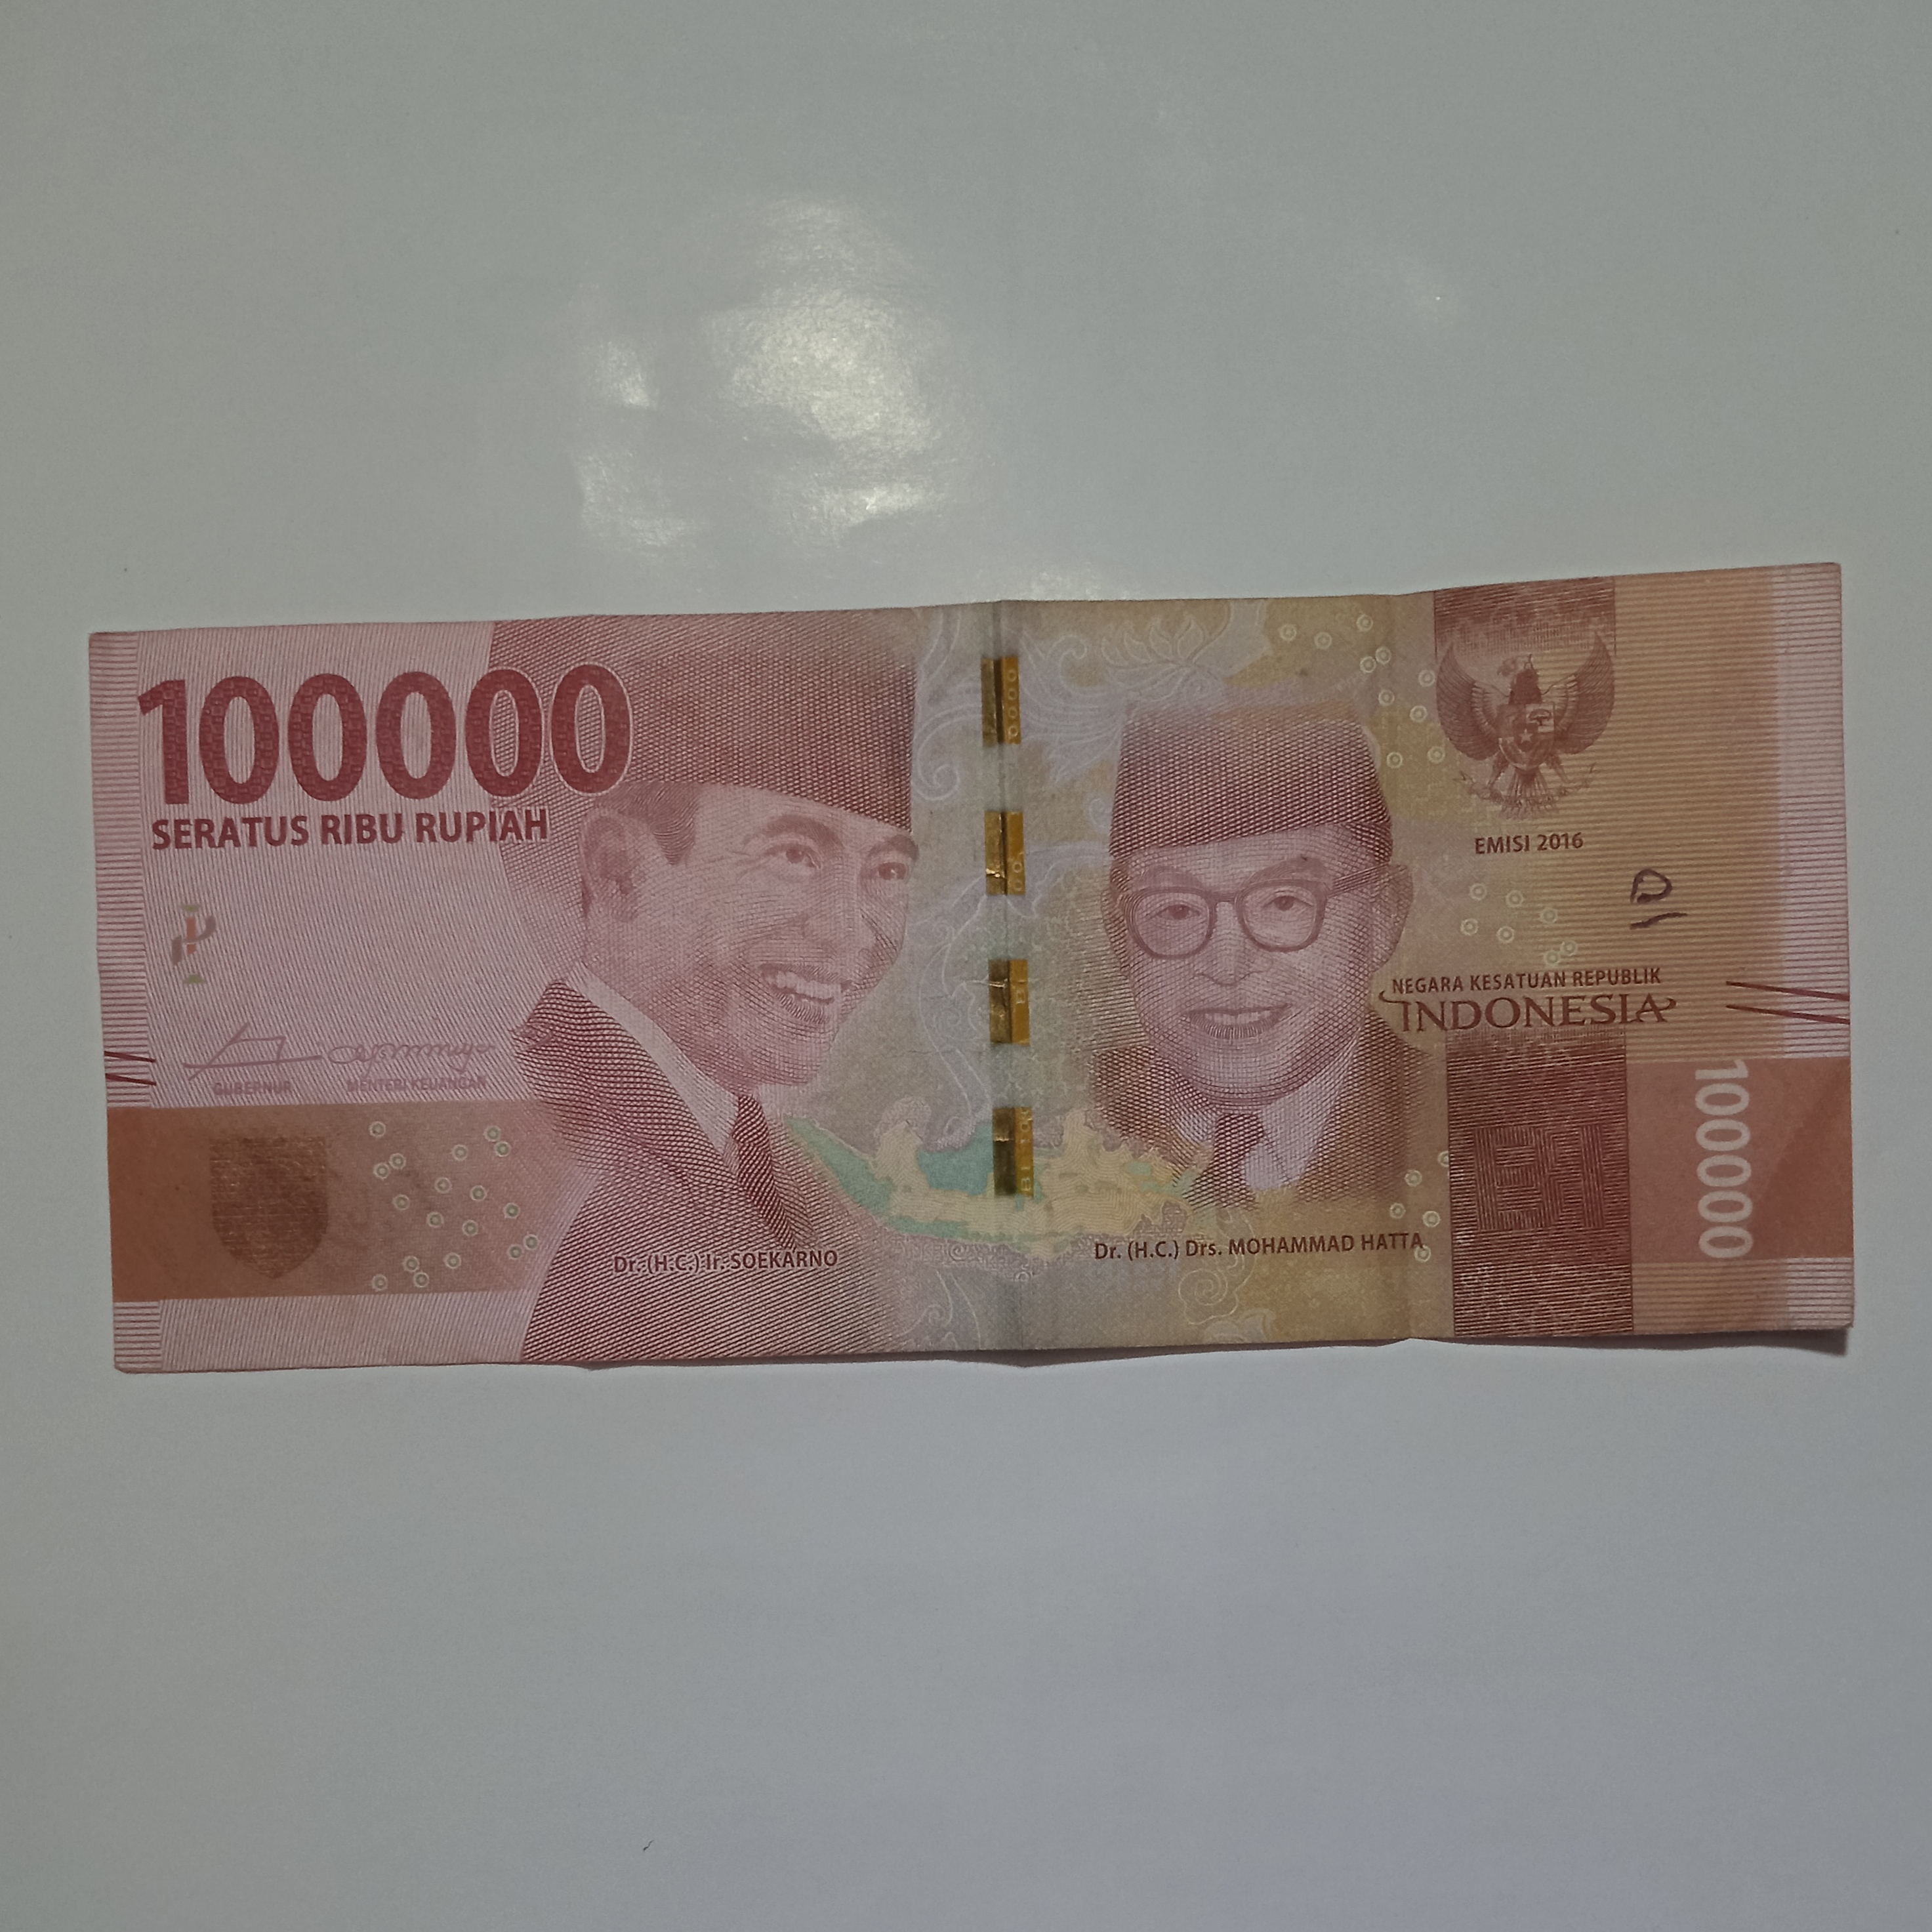 100000
SERATUS RIBU RUPIAH
EMISI 2016
NEGARA KESATUAN REPUBLIK
INDONESIA
GUBERNUR
MENTERI KEUANGAN
100000
Dr. (H.C.) Ir. SOEKARNO
Dr. (H.C.) Drs. MOHAMMAD HATTA